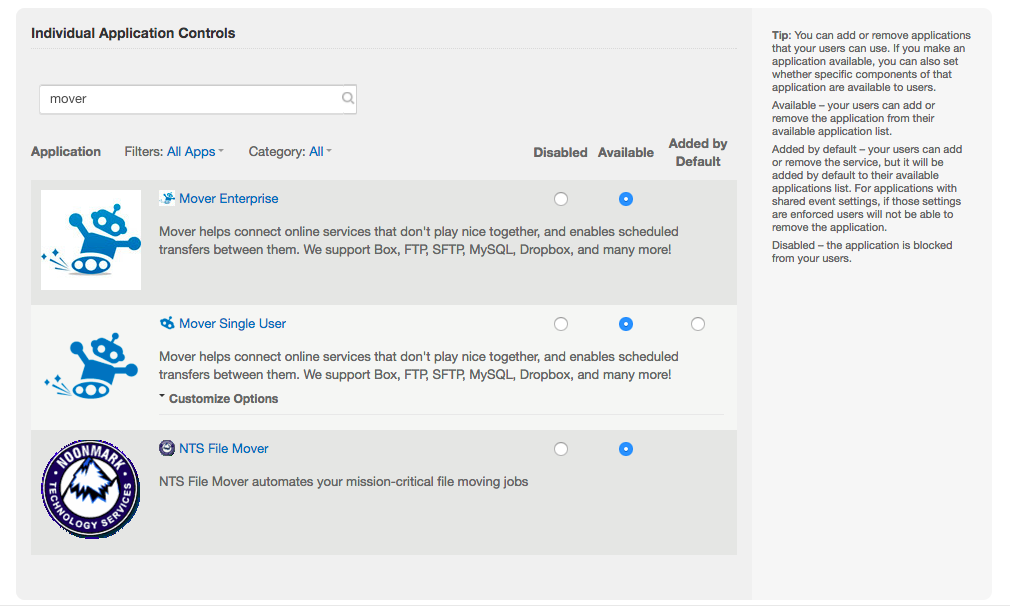 Individual Application Controls
mover
Application
Filters: All Apps
Category: All
Disabled
Available
Added by
Default
Mover Enterprise
Mover helps connect online services that don't play nice together, and enables scheduled
transfers between them. We support Box, FTP, SFTP, MySQL, Dropbox, and many more!
Mover Single User
Mover helps connect online services that don't play nice together, and enables scheduled
transfers between them. We support Box, FTP, SFTP, MySQL, Dropbox, and many more!
Customize Options
NOONMARK
TECHNOLOGY SERVICES
NTS File Mover
NTS File Mover automates your mission-critical file moving jobs
Tip: You can add or remove applications
that your users can use. If you make an
application available, you can also set
whether specific components of that
application are available to users.
Available – your users can add or
remove the application from their
available application list.
Added by default – your users can add
or remove the service, but it will be
added by default to their available
applications list. For applications with
shared event settings, if those settings
are enforced users will not be able to
remove the application.
Disabled – the application is blocked
from your users.